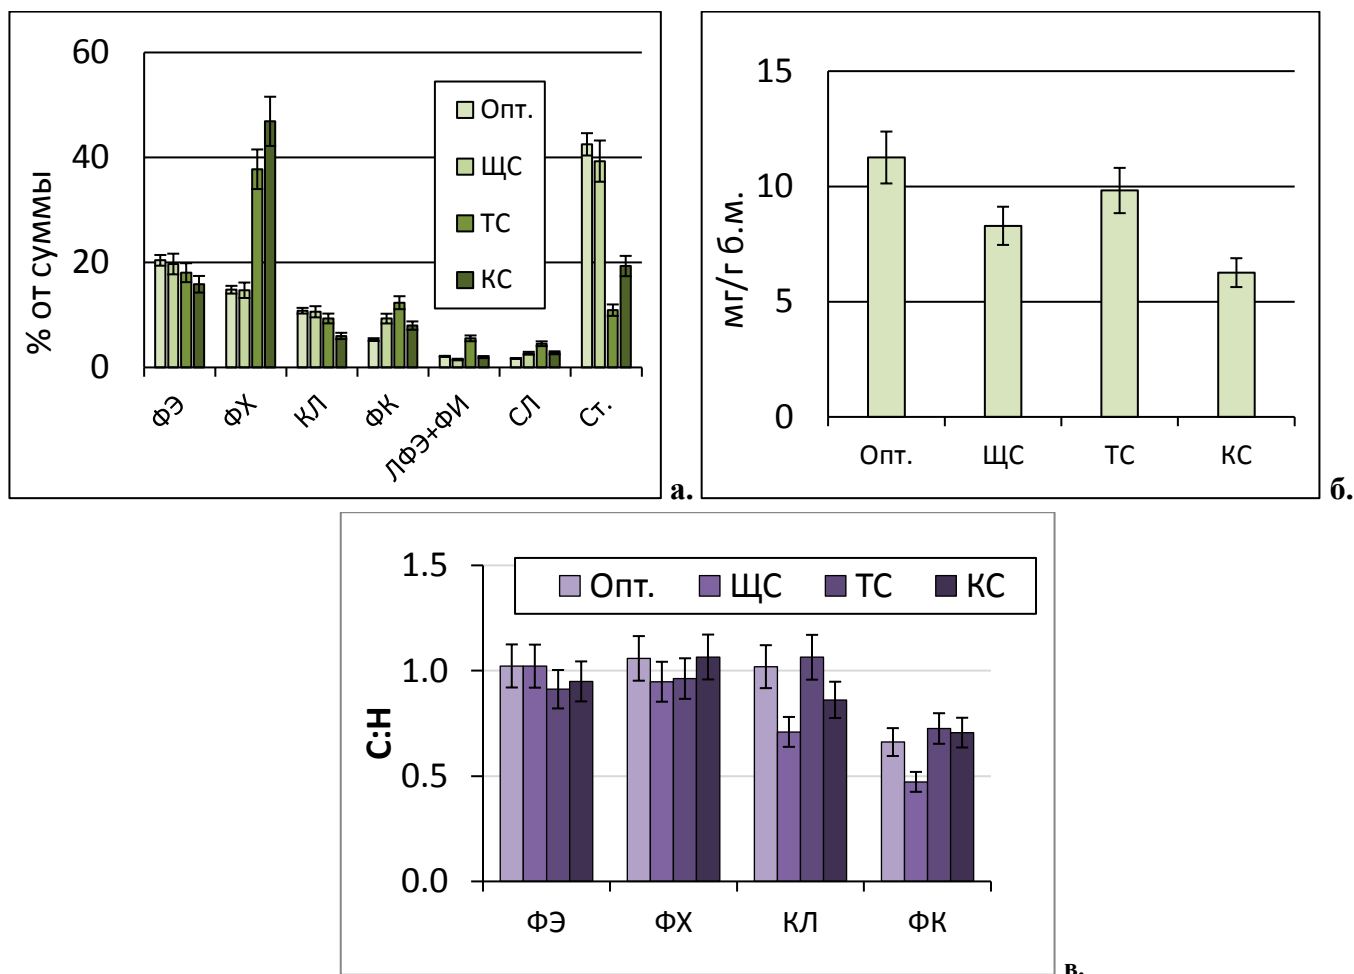 60
40
20
0
% от суммы
Опт.
ЩС
ТС
КС
ФЭ
ФХ
КЛ
ФК
ЛФЭ+ФИ
СЛ
Ст.
а.
15
10
5
0
мг/г б.м.
Опт.
ЩС
ТС
КС
б.
1.5
1.0
0.5
0.0
С:Н
Опт.
ЩС
ТС
КС
ФЭ
ФХ
КЛ
ФК
в.